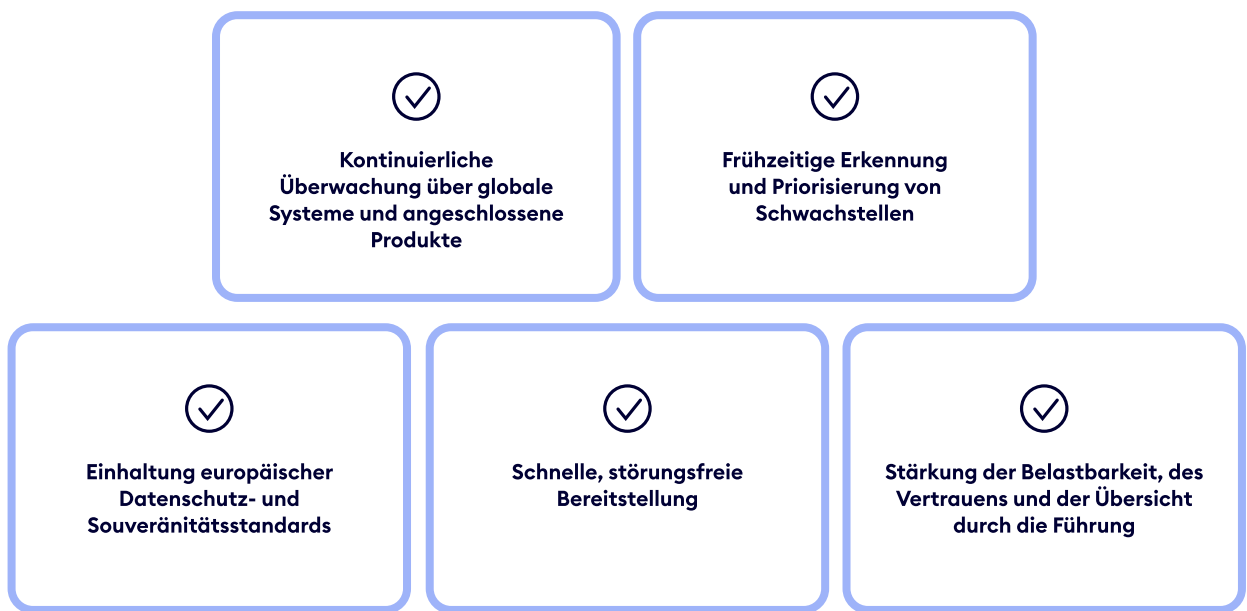 Kontinuierliche
Überwachung über globale
Systeme und angeschlossene
Produkte
Frühzeitige Erkennung
und Priorisierung von
Schwachstellen
Einhaltung europäischer
Datenschutz- und
Souveränitätsstandards
Schnelle, störungsfreie
Bereitstellung
Stärkung der Belastbarkeit, des
Vertrauens und der Übersicht
durch die Führung